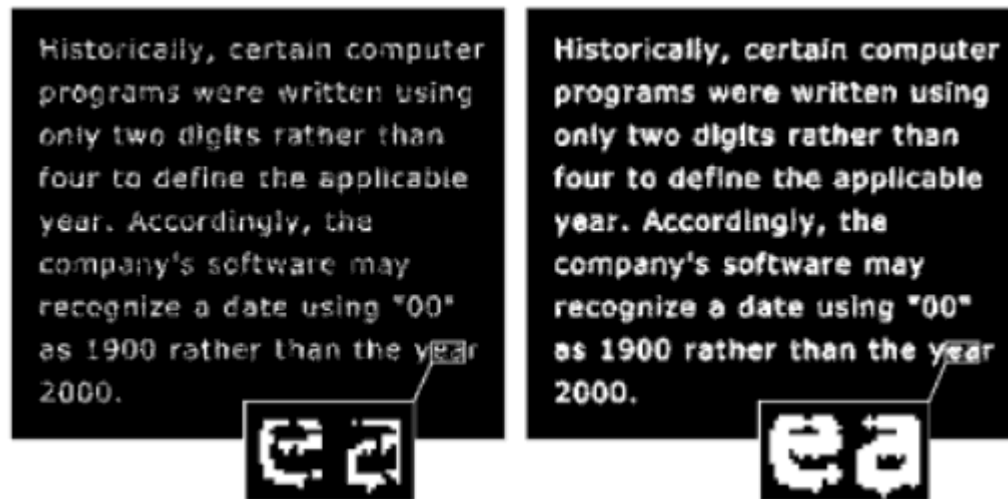 Historically, certain computer
programs were written using
only two digits rather than
four to define the applicable
year. Accordingly, the
company's software may
recognize a date using "00"
as 1900 rather than the year
2000.
e a
Historically, certain computer
programs were written using
only two digits rather than
four to define the applicable
year. Accordingly, the
company's software may
recognize a date using "00"
as 1900 rather than the year
2000.
e a